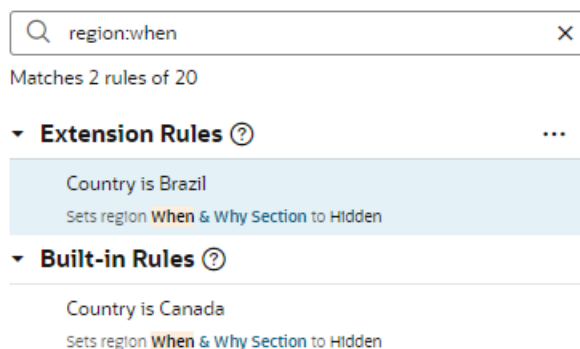 region:when
Matches 2 rules of 20
Extension Rules
Country is Brazil
Sets region When & Why Section to Hidden
Built-in Rules
Country is Canada
Sets region When & Why Section to Hidden